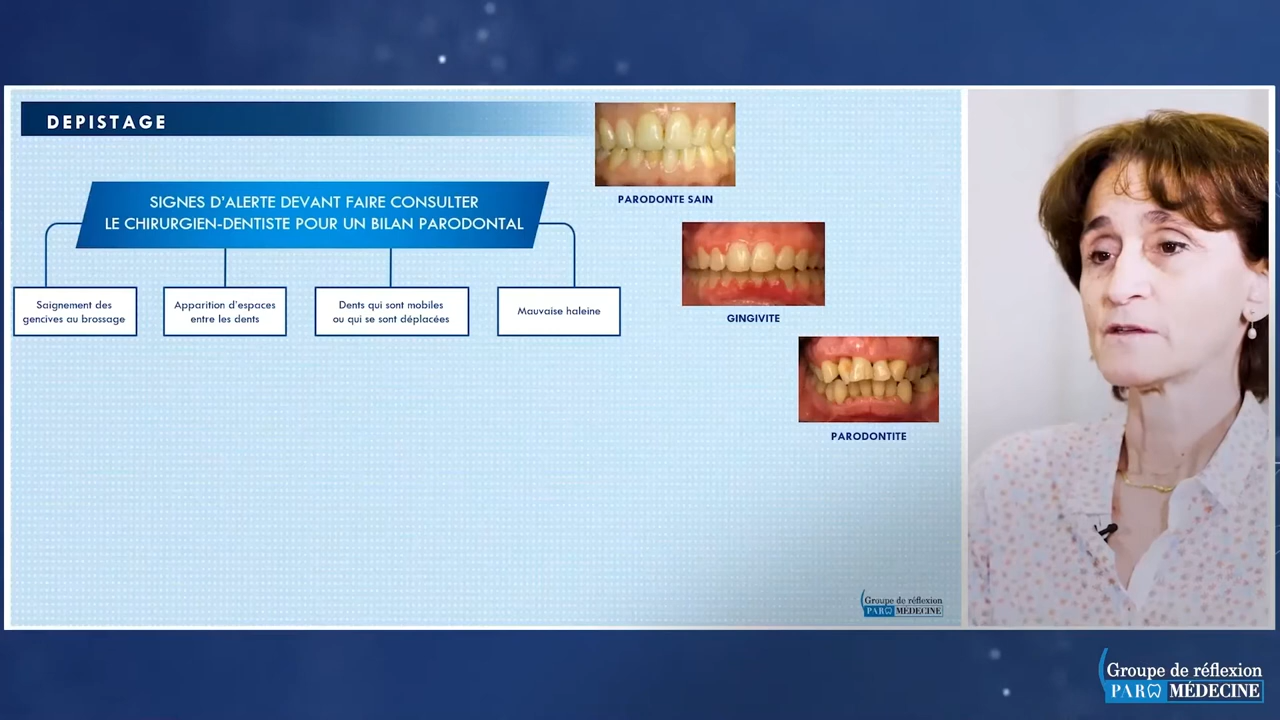 DEPISTAGE
SIGNES D'ALERTE DEVANT FAIRE CONSULTER
LE CHIRURGIEN-DENTISTE POUR UN BILAN PARODONTAL
Saignement des
gencives au brossage
Apparition d'espaces
entre les dents
Dents qui sont mobiles
ou qui se sont déplacées
Mauvaise haleine
PARODONTE SAIN
GINGIVITE
PARODONTITE
Groupe de réflexion
PARO MÉDECINE
Groupe de réflexion
PARO MÉDECINE